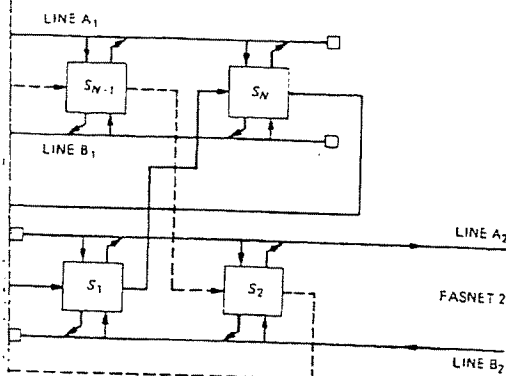 LINE A1
SN-1
SN
LINE B1
LINE A2
S1
S2
FASNET 2
LINE B2